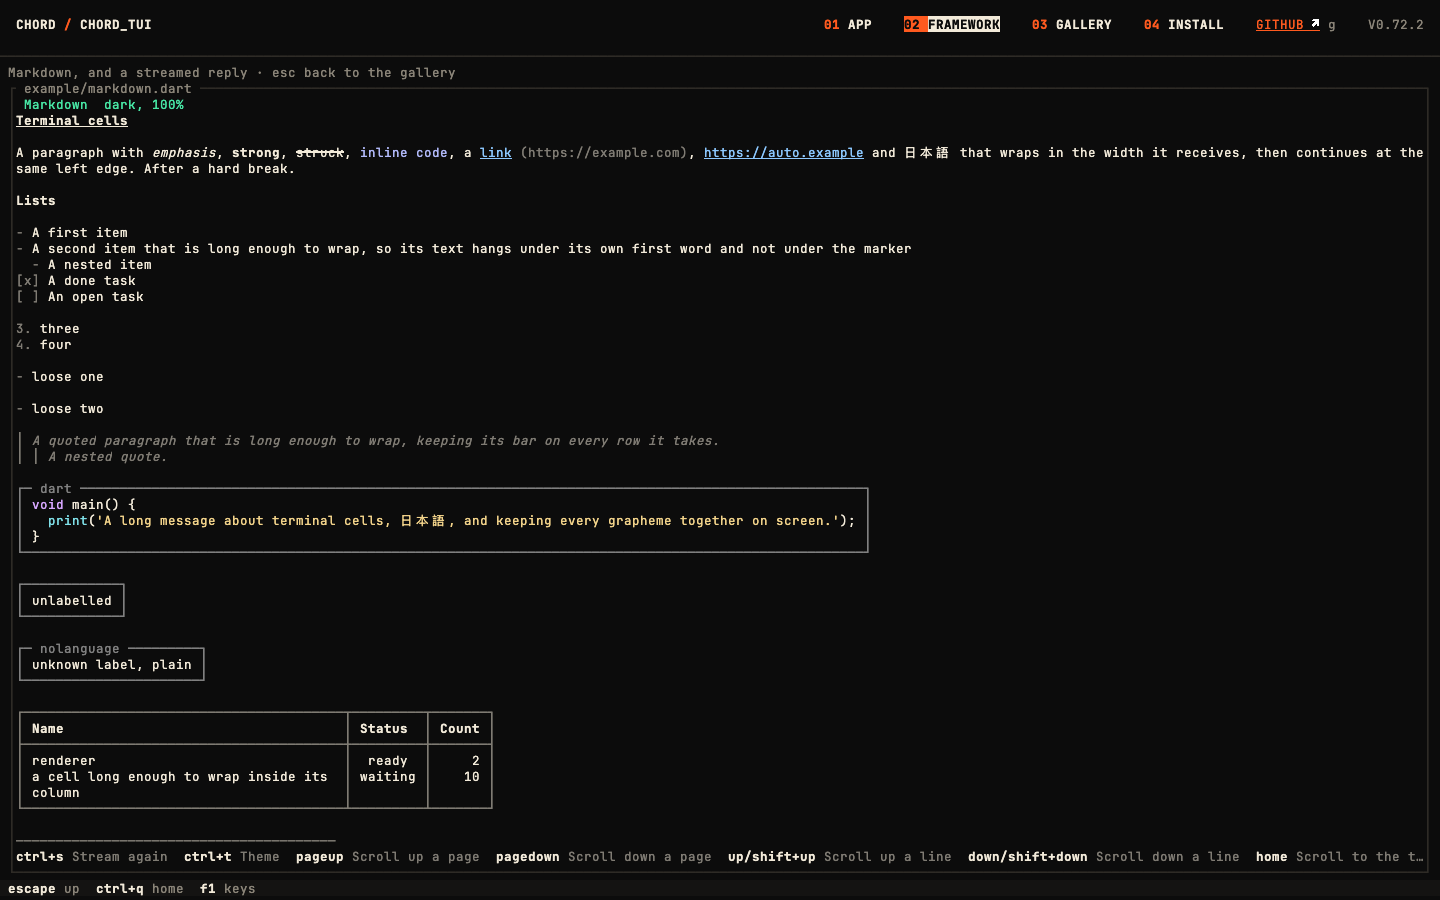 CHORD / CHORD_TUI
01 APP 02 FRAMEWORK 03 GALLERY 04 INSTALL GITHUB ↗ g V0.72.2
Markdown, and a streamed reply · esc back to the gallery
example/markdown.dart
Markdown dark, 100%
Terminal cells
A paragraph with emphasis, strong, struck, inline code, a link (https://example.com), https://auto.example and 日本語 that wraps in the width it receives, then continues at the
same left edge. After a hard break.
Lists
- A first item
- A second item that is long enough to wrap, so its text hangs under its own first word and not under the marker
- A nested item
[x] A done task
[ ] An open task
3. three
4. four
- loose one
- loose two
A quoted paragraph that is long enough to wrap, keeping its bar on every row it takes.
A nested quote.
dart
void main() {
print('A long message about terminal cells, 日本語, and keeping every grapheme together on screen.');
}
unlabelled
nolanguage
unknown label, plain
Name Status Count
renderer ready 2
a cell long enough to wrap inside its waiting 10
column
ctrl+s Stream again ctrl+t Theme pageup Scroll up a page pagedown Scroll down a page up/shift+up Scroll up a line down/shift+down Scroll down a line home Scroll to the t…
escape up ctrl+q home f1 keys